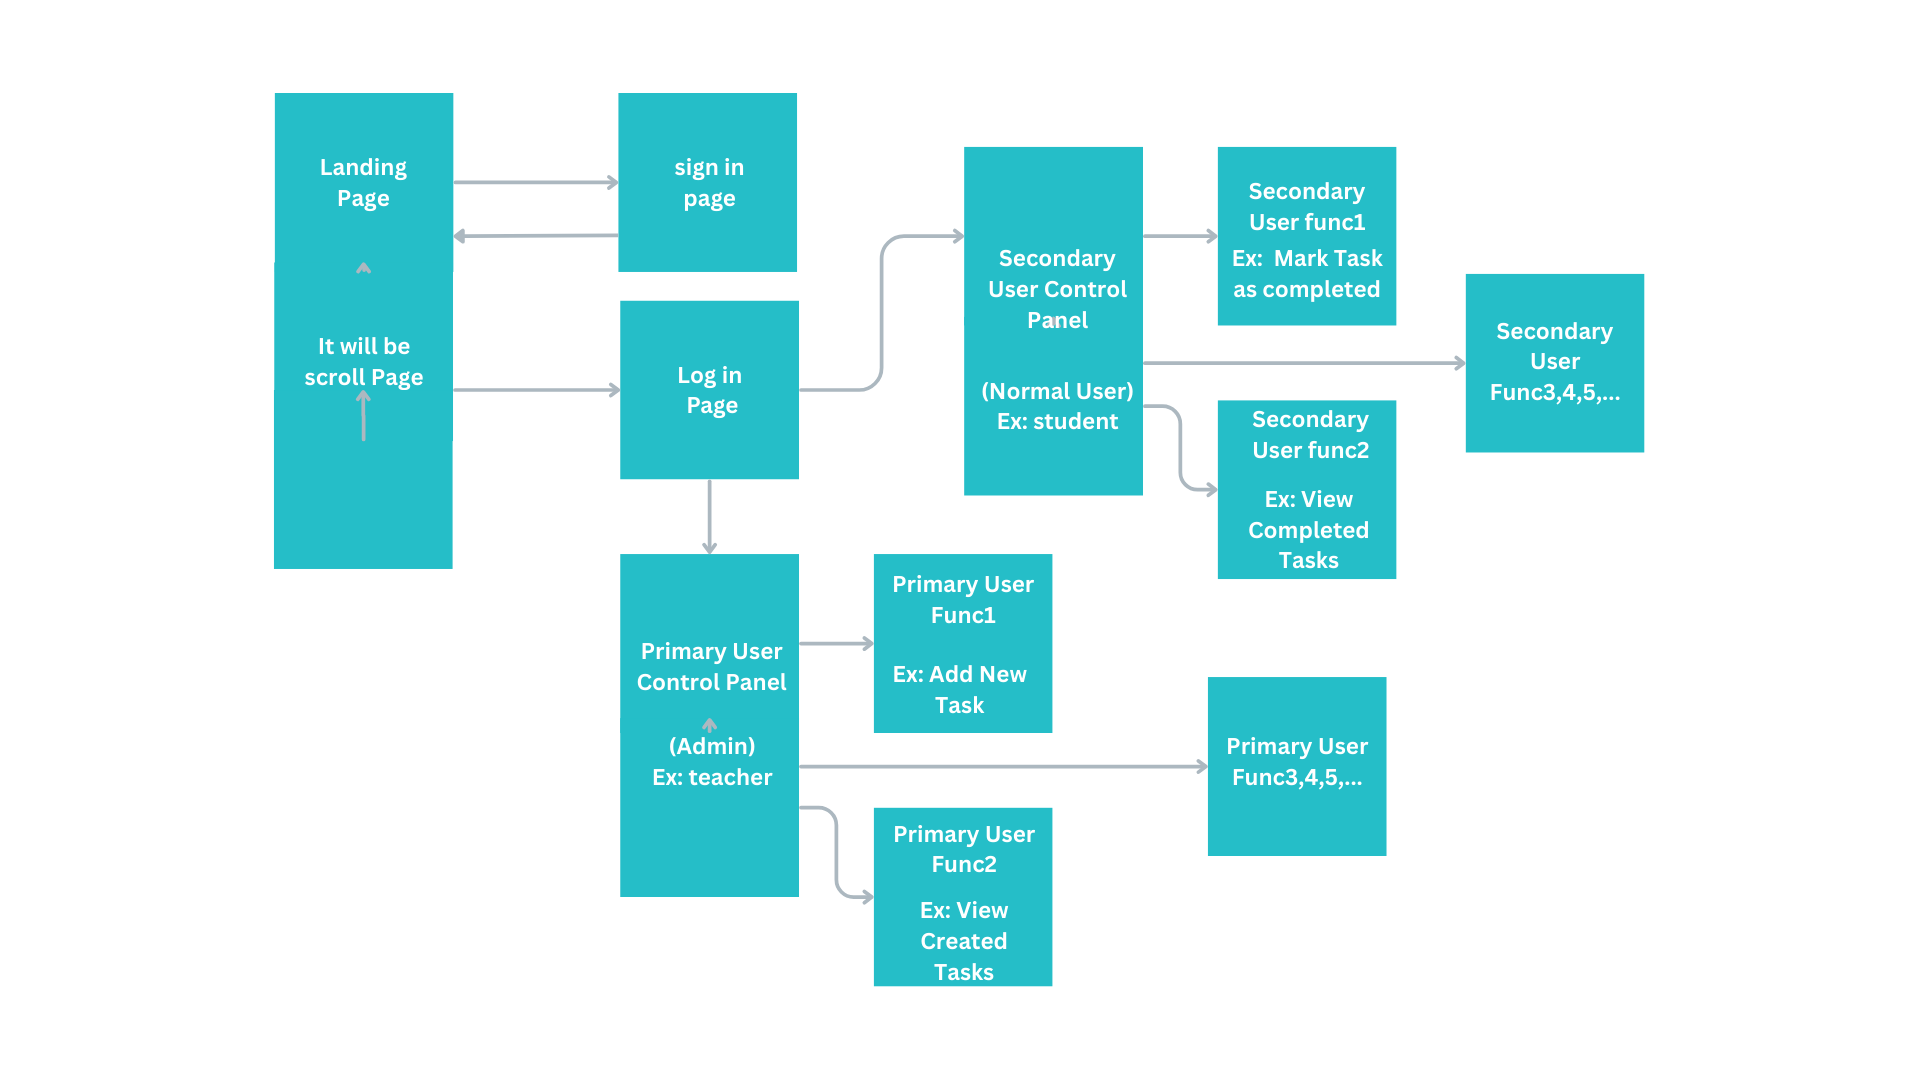 Landing
Page
It will be
scroll Page
sign in
page
Log in
Page
Secondary
User Control
Panel
(Normal User)
Ex: student
Secondary
User func1
Ex:  Mark Task
as completed
Secondary
User
Func3,4,5,...
Secondary
User func2
Ex: View
Completed
Tasks
Primary User
Control Panel
(Admin)
Ex: teacher
Primary User
Func1
Ex: Add New
Task
Primary User
Func3,4,5,...
Primary User
Func2
Ex: View
Created
Tasks